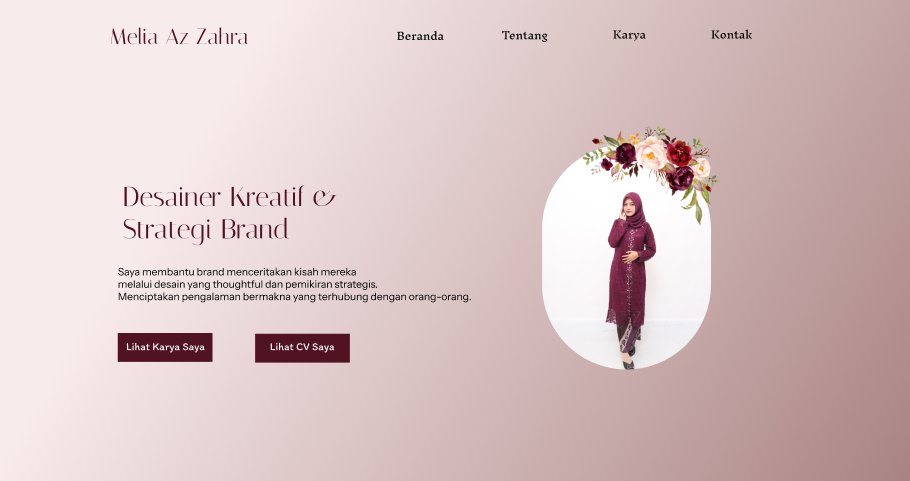 Melia Az Zahra
Beranda
Tentang
Karya
Kontak
Desainer Kreatif &
Strategi Brand
Saya membantu brand menceritakan kisah mereka
melalui desain yang thoughtful dan pemikiran strategis.
Menciptakan pengalaman bermakna yang terhubung dengan orang-orang.
Lihat Karya Saya
Lihat CV Saya